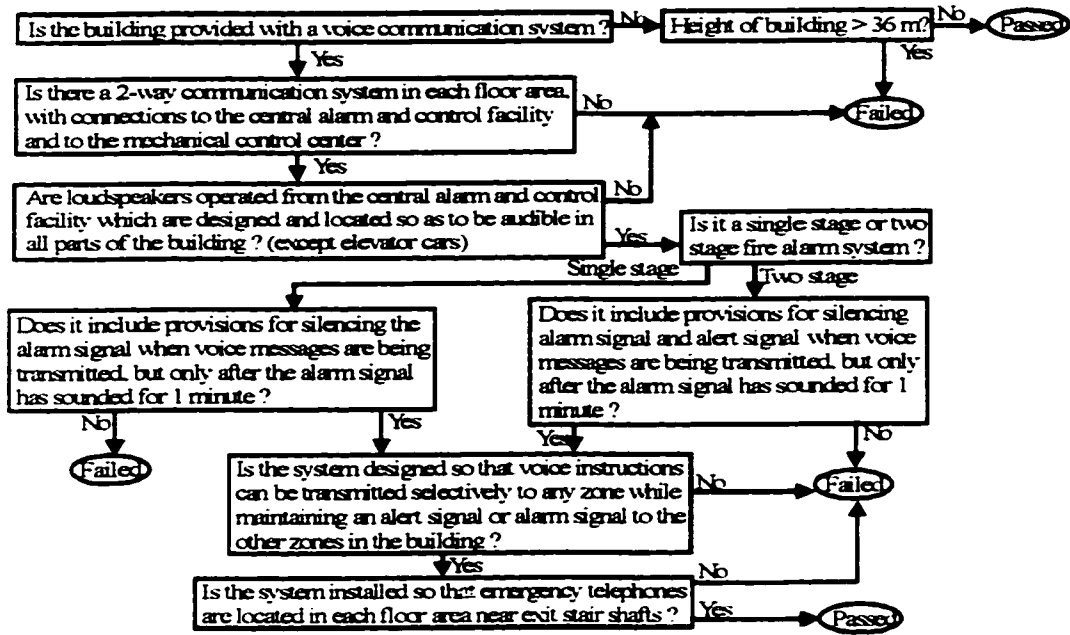 Is the building provided with a voice communication system ?
No
Height of building > 36 m?
No
Passed
Yes
Yes
Is there a 2-way communication system in each floor area,
with connections to the central alarm and control facility
and to the mechanical control center ?
No
Failed
Yes
Are loudspeakers operated from the central alarm and control
facility which are designed and located so as to be audible in
all parts of the building ? (except elevator cars)
No
Yes
Is it a single stage or two
stage fire alarm system ?
Single stage
Two stage
Does it include provisions for silencing the
alarm signal when voice messages are being
transmitted, but only after the alarm signal
has sounded for 1 minute ?
Does it include provisions for silencing
alarm signal and alert signal when voice
messages are being transmitted, but only
after the alarm signal has sounded for 1
minute ?
No
Yes
Yes
No
Failed
Is the system designed so that voice instructions
can be transmitted selectively to any zone while
maintaining an alert signal or alarm signal to the
other zones in the building ?
No
Failed
Yes
No
Is the system installed so that emergency telephones
are located in each floor area near exit stair shafts ?
Yes
Passed